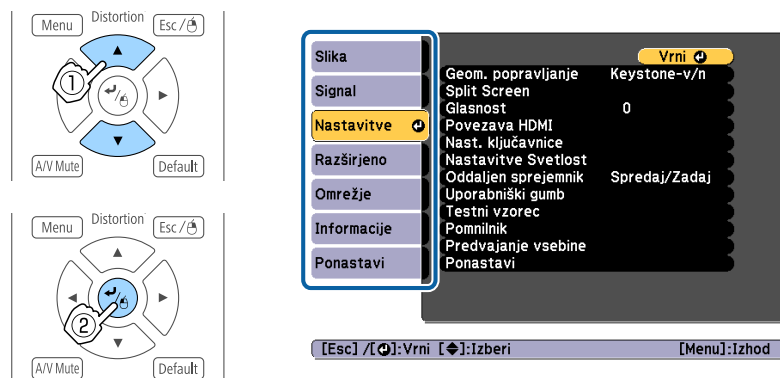 Menu
Distortion
Esc /
1
A/V Mute
Default
Menu
Distortion
Esc /
2
A/V Mute
Default
Slika
Signal
Nastavitve
Razširjeno
Omrežje
Informacije
Ponastavi
Vrni
Geom. popravljanje Keystone-v/n
Split Screen
Glasnost 0
Povezava HDMI
Nast. ključavnice
Nastavitve Svetlost
Oddaljen sprejemnik Spredaj/Zadaj
Uporabniški gumb
Testni vzorec
Pomnilnik
Predvajanje vsebine
Ponastavi
[Esc] /[⏎]:Vrni [◆]:Izberi [Menu]:Izhod